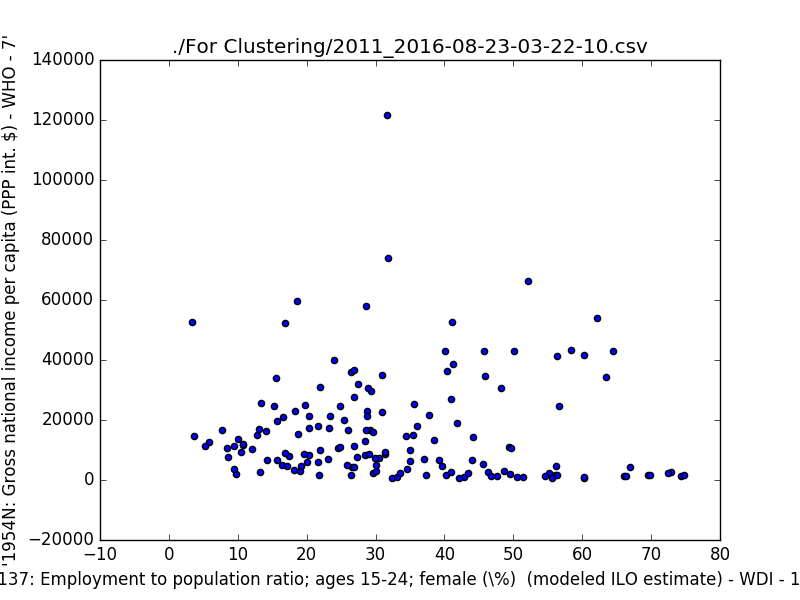 ./For Clustering/2011_2016-08-23-03-22-10.csv
'1954N: Gross national income per capita (PPP int. $) - WHO - 7'
140000
120000
100000
80000
60000
40000
20000
0
−20000
−10 0 10 20 30 40 50 60 70 80
137: Employment to population ratio; ages 15-24; female (\%) (modeled ILO estimate) - WDI - 1